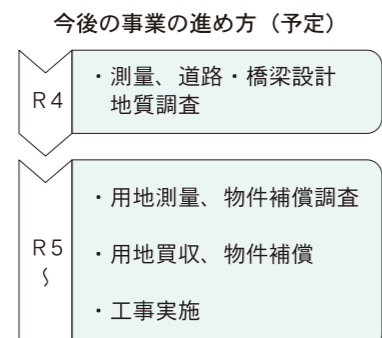 今後の事業の進め方（予定）
R4
・測量、道路・橋梁設計
地質調査
R5
〜
・用地測量、物件補償調査
・用地買収、物件補償
・工事実施